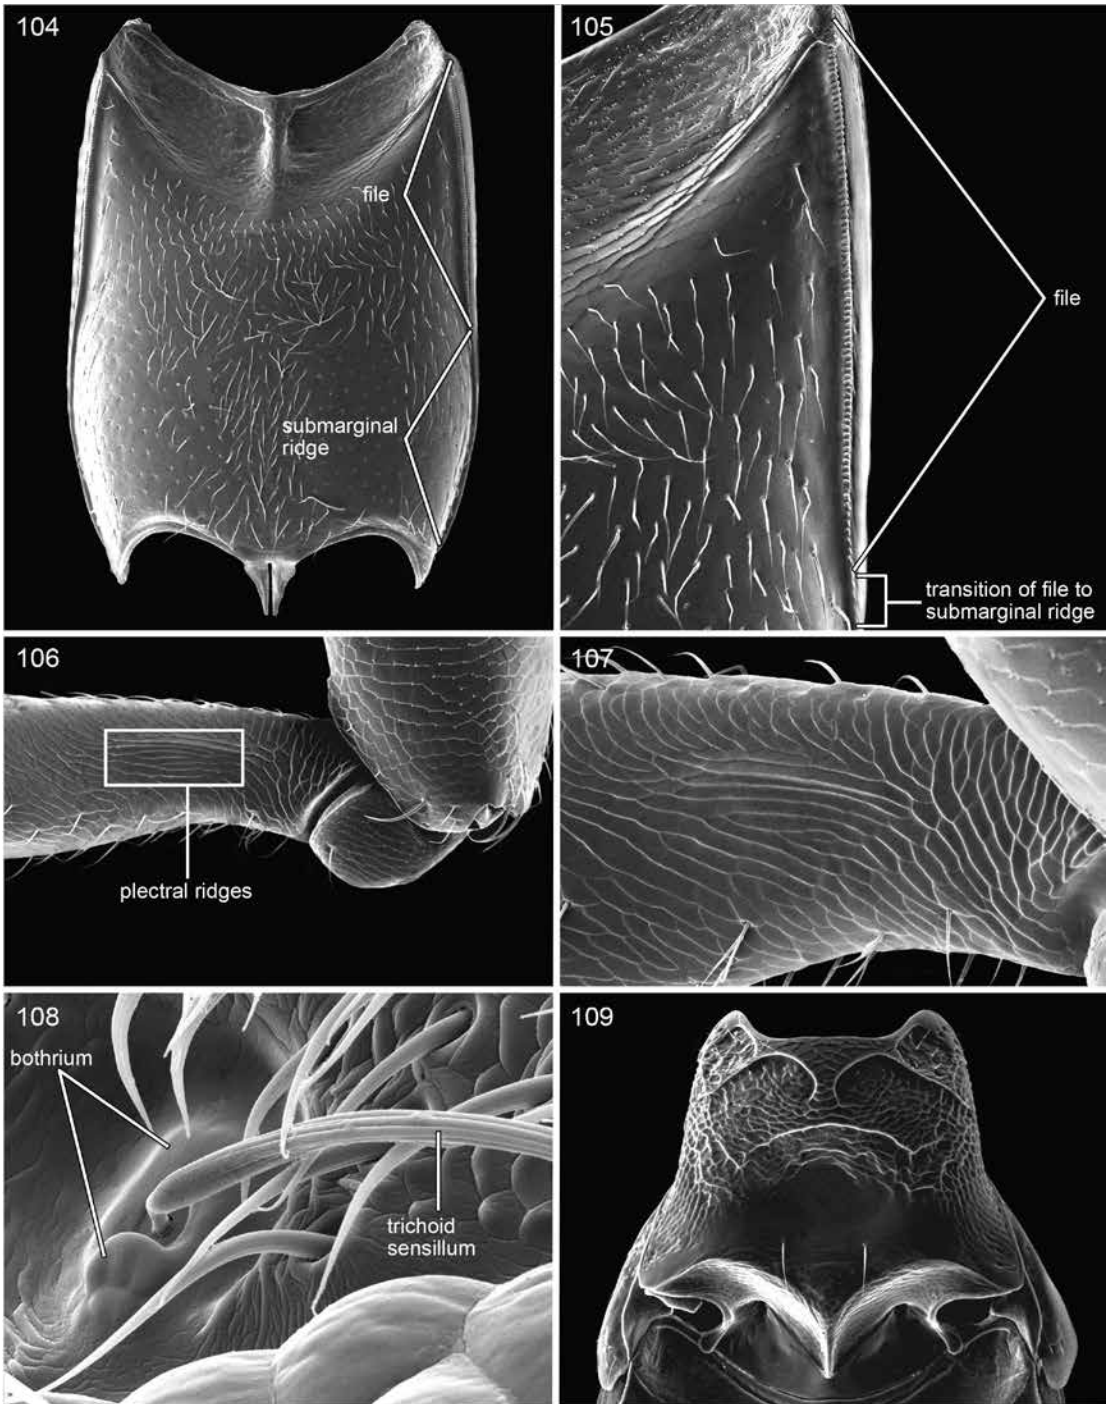 104
file
submarginal
ridge
105
file
transition of file to
submarginal ridge
106
plectral ridges
107
108
bothrium
trichoid
sensillum
109